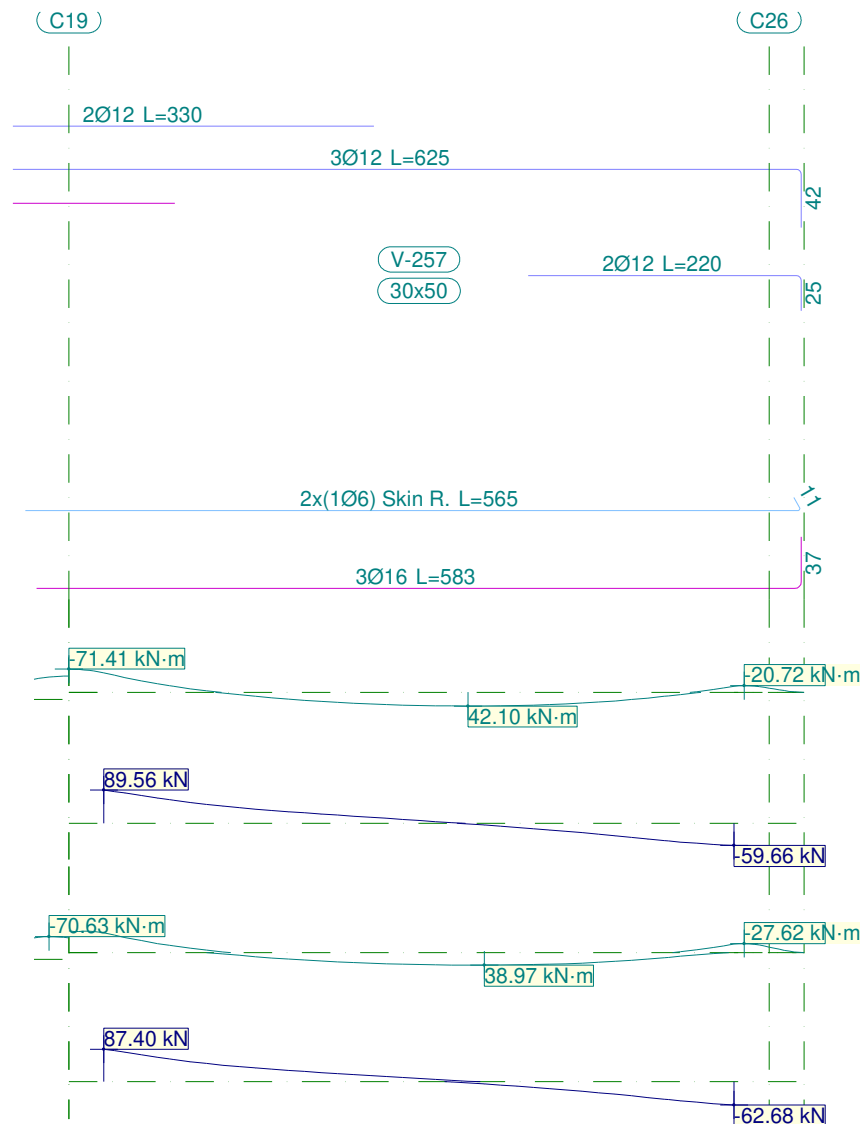 C19
C26
2Ø12 L=330
3Ø12 L=625
42
V-257
2Ø12 L=220
30x50
25
2x(1Ø6) Skin R. L=565
11
3Ø16 L=583
37
-71.41 kN·m
-20.72 kN·m
42.10 kN·m
89.56 kN
-59.66 kN
-70.63 kN·m
-27.62 kN·m
38.97 kN·m
87.40 kN
-62.68 kN